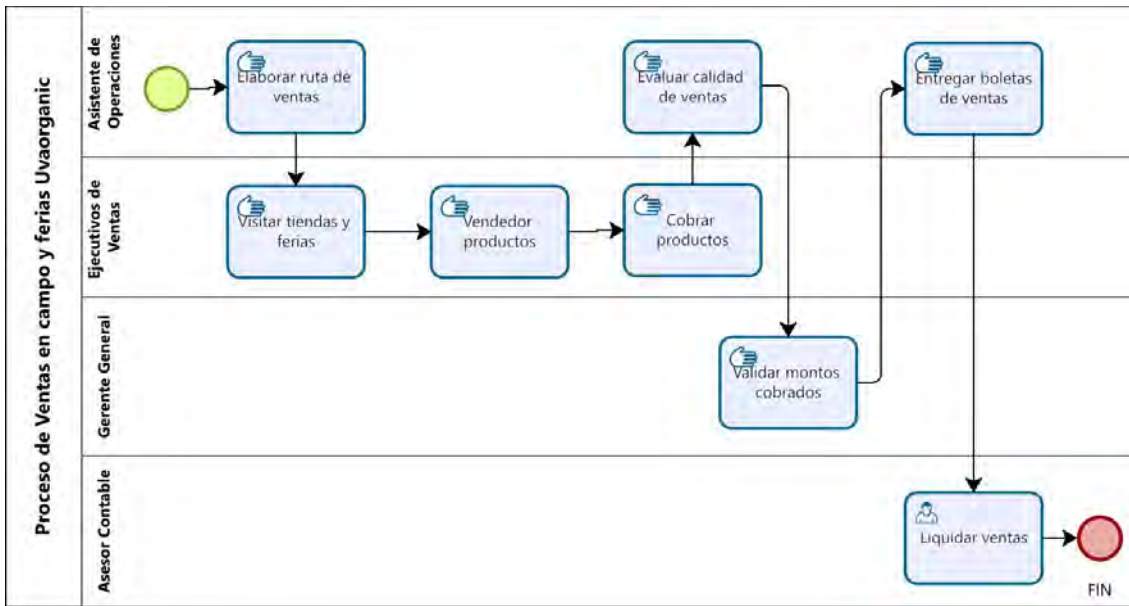 Proceso de Ventas en campo y ferias Uvaorganic
Asistente de
Operaciones
Elaborar ruta de
ventas
Evaluar calidad
de ventas
Entregar boletas
de ventas
Ejecutivos de
Ventas
Visitar tiendas y
ferias
Vendedor
productos
Cobrar
productos
Gerente General
Validar montos
cobrados
Asesor Contable
Liquidar ventas
FIN